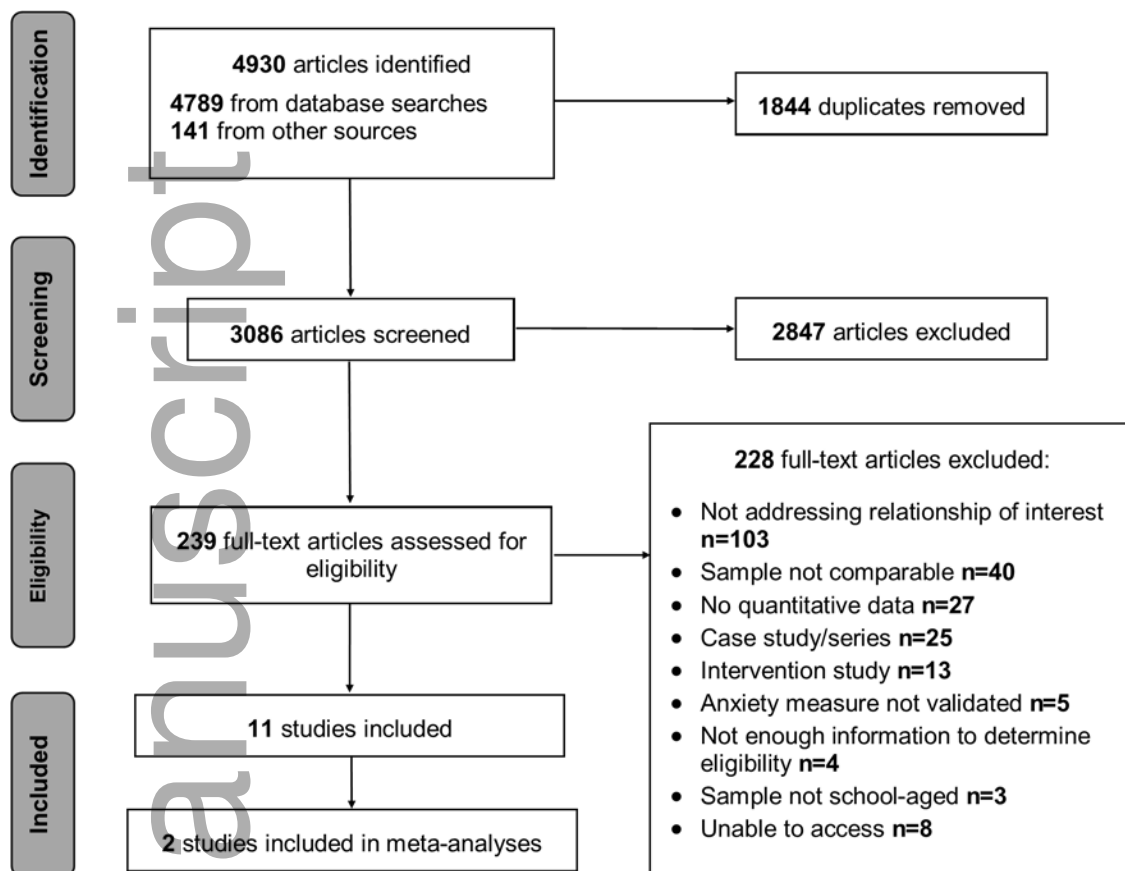 Identification
4930 articles identified
4789 from database searches
141 from other sources
1844 duplicates removed
Screening
3086 articles screened
2847 articles excluded
Eligibility
239 full-text articles assessed for
eligibility
228 full-text articles excluded:
• Not addressing relationship of interest
n=103
• Sample not comparable n=40
• No quantitative data n=27
• Case study/series n=25
• Intervention study n=13
• Anxiety measure not validated n=5
• Not enough information to determine
eligibility n=4
• Sample not school-aged n=3
• Unable to access n=8
Included
11 studies included
2 studies included in meta-analyses
anuscript